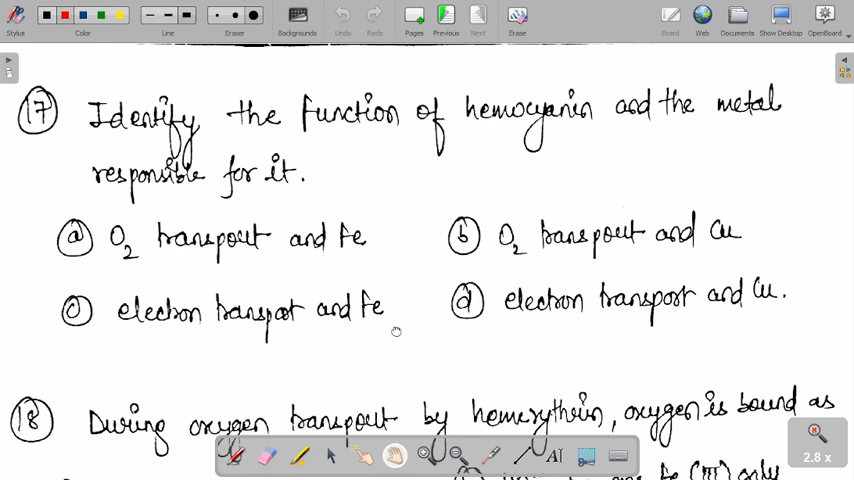 Stylus
Color
Line
Eraser
Backgrounds
Undo
Redo
Pages
Previous
Next
Erase
Board
Web
Documents
Show Desktop
OpenBoard
17 Identify the function of hemocyanin and the metal
responsible for it.
a O2 transport and Fe
b O2 transport and Cu
c electron transport and Fe
d electron transport and Cu.
18 During oxygen transport by hemerythrin, oxygen is bound as
Fe (III) only
2.8 x